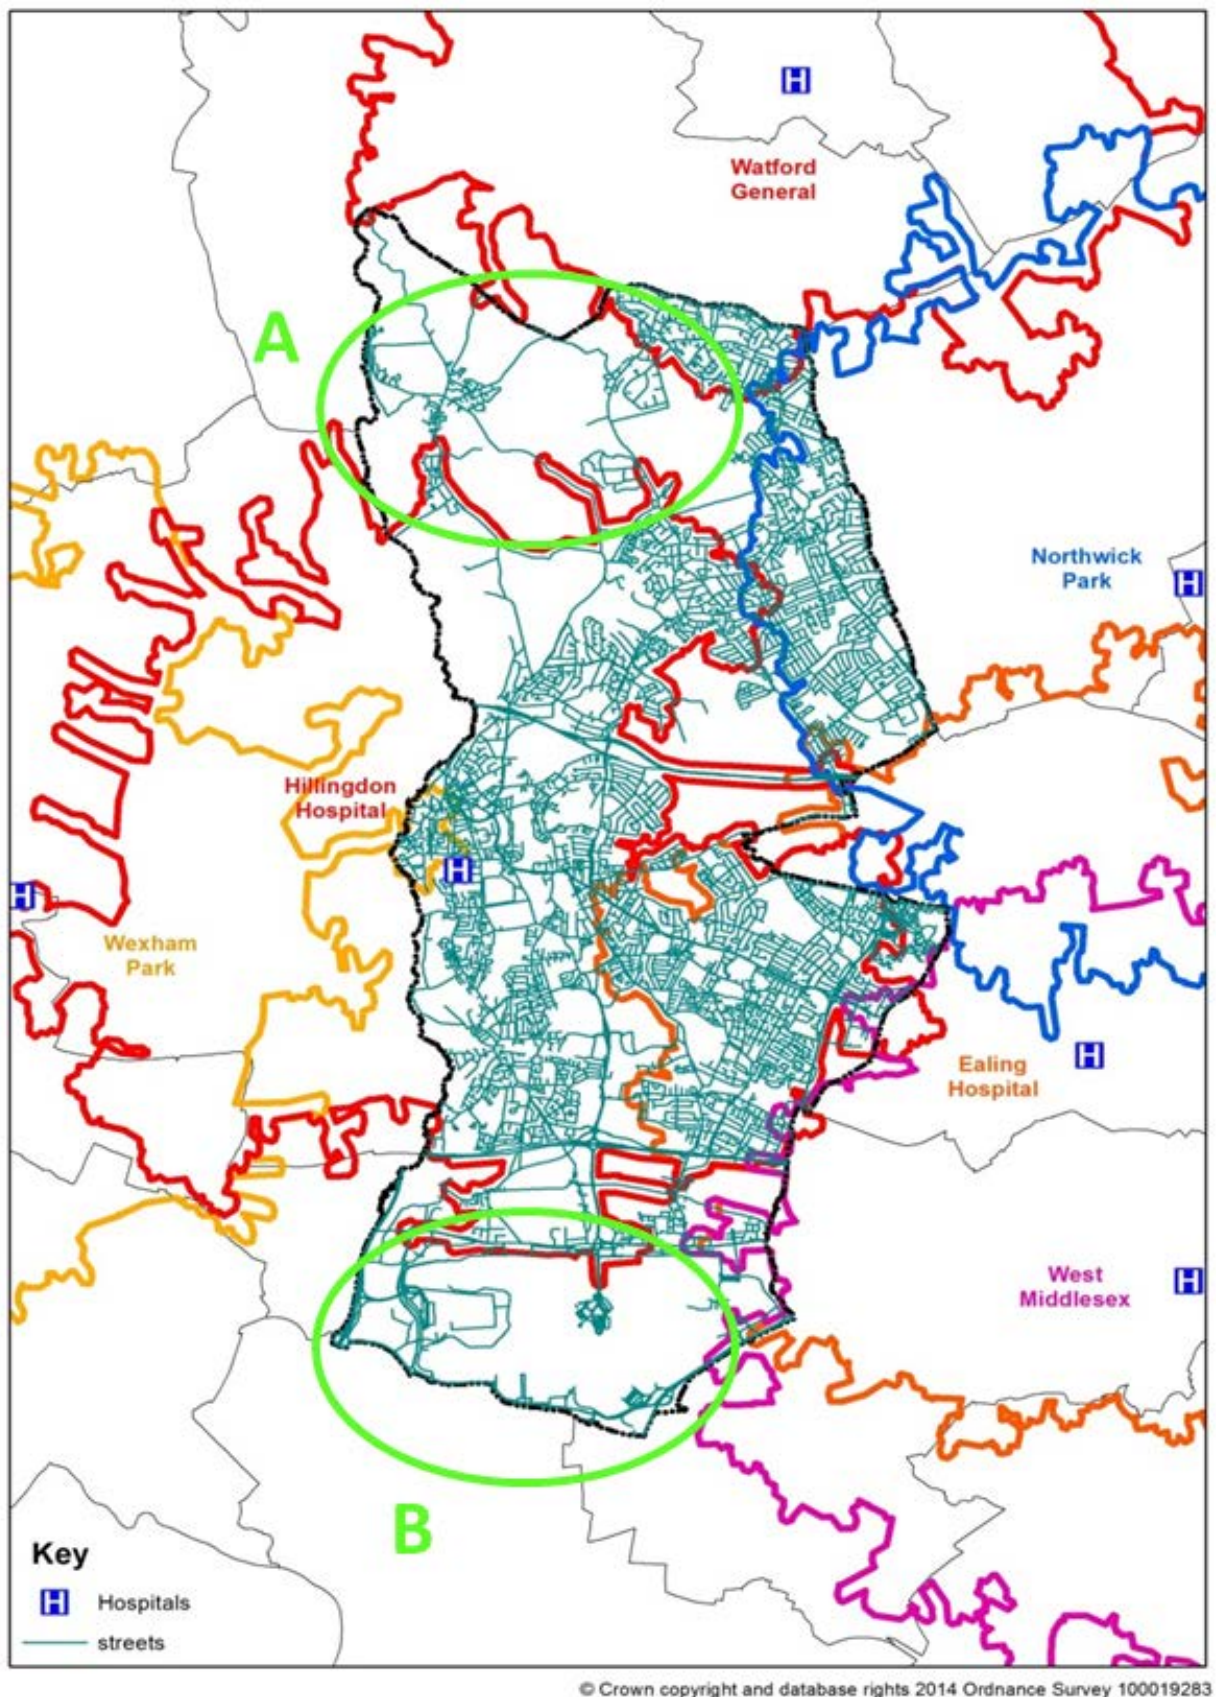 H
Watford
General
A
Northwick
Park
H
Hillingdon
Hospital
H
H
Wexham
Park
H
Ealing
Hospital
West
Middlesex
H
B
Key
H Hospitals
streets
© Crown copyright and database rights 2014 Ordnance Survey 100019283